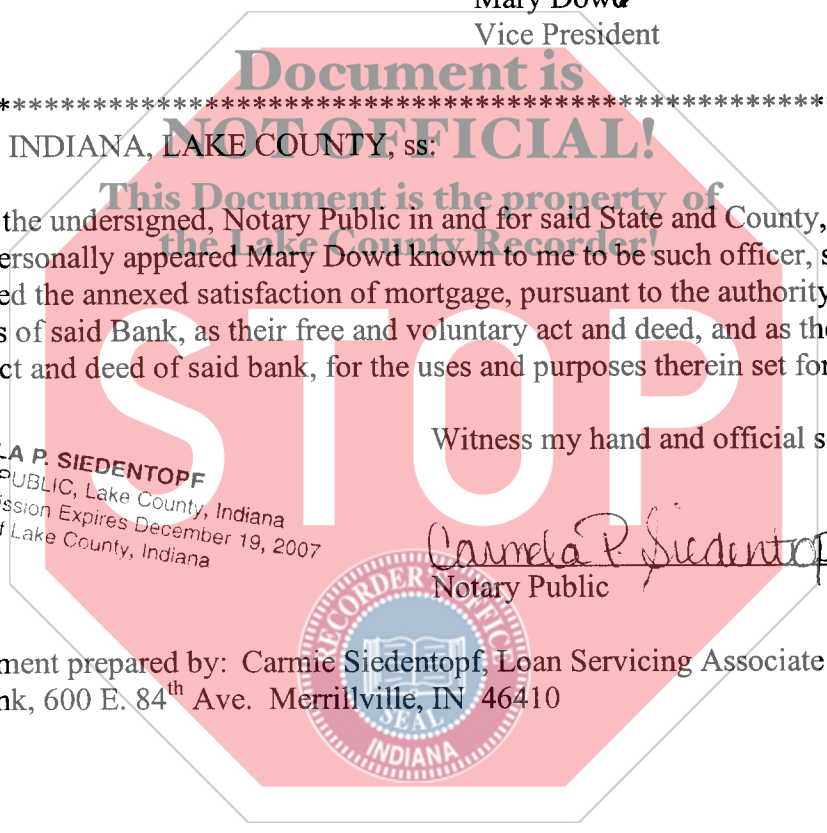 Mary Dowd
Vice President
Document is
****************************************************************
NOT OFFICIAL!
INDIANA, LAKE COUNTY, ss:
This Document is the property of
the undersigned, Notary Public in and for said State and County,
the Lake County Recorder!
ersonally appeared Mary Dowd known to me to be such officer, s
ed the annexed satisfaction of mortgage, pursuant to the authority
s of said Bank, as their free and voluntary act and deed, and as the
ct and deed of said bank, for the uses and purposes therein set for
STOP
Witness my hand and official s
LA P. SIEDENTOPF
PUBLIC, Lake County, Indiana
ssion Expires December 19, 2007
f Lake County, Indiana
Carmela P. Siedentop
Notary Public
RECORDER'S OFFICE
SEAL
INDIANA
ment prepared by: Carmie Siedentopf, Loan Servicing Associate
nk, 600 E. 84th Ave. Merrillville, IN 46410